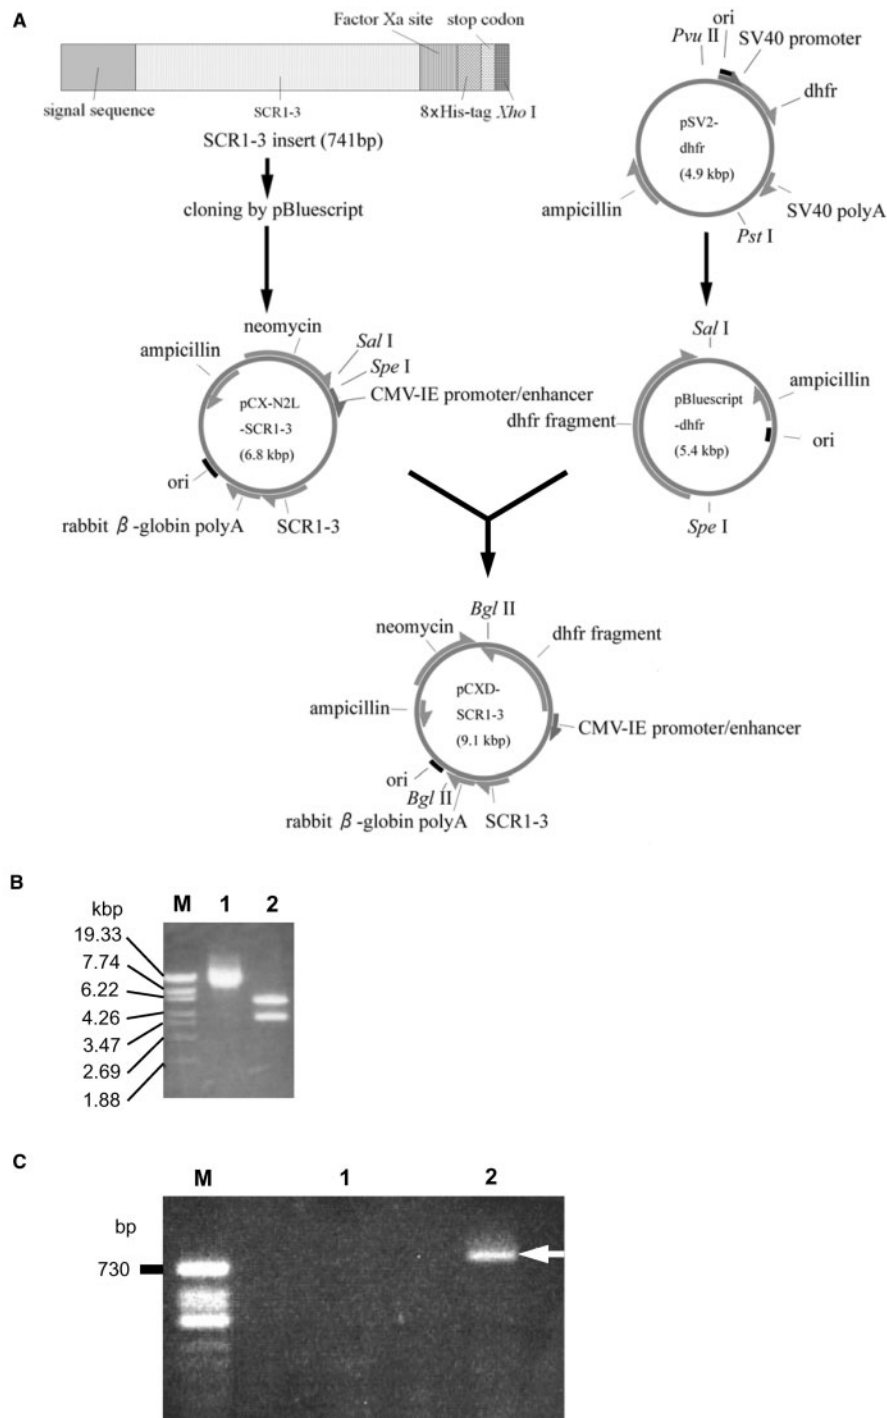 A
Factor Xa site
stop codon
signal sequence
SCR1-3
8xHis-tag
Xho I
SCR1-3 insert (741bp)
cloning by pBluescript
Pvu II
ori
SV40 promoter
dhfr
pSV2-
dhfr
(4.9 kbp)
ampicillin
SV40 polyA
Pst I
neomycin
ampicillin
Sal I
Spe I
CMV-IE promoter/enhancer
pCX-N2L
-SCR1-3
(6.8 kbp)
ori
rabbit β-globin polyA
SCR1-3
Sal I
ampicillin
pBluescript
-dhfr
(5.4 kbp)
dhfr fragment
ori
Spe I
Bgl II
neomycin
dhfr fragment
pCXD-
SCR1-3
(9.1 kbp)
ampicillin
CMV-IE promoter/enhancer
ori
Bgl II
rabbit β-globin polyA
SCR1-3
B
kbp
M 1 2
19.33
7.74
6.22
4.26
3.47
2.69
1.88
C
M 1 2
bp
730